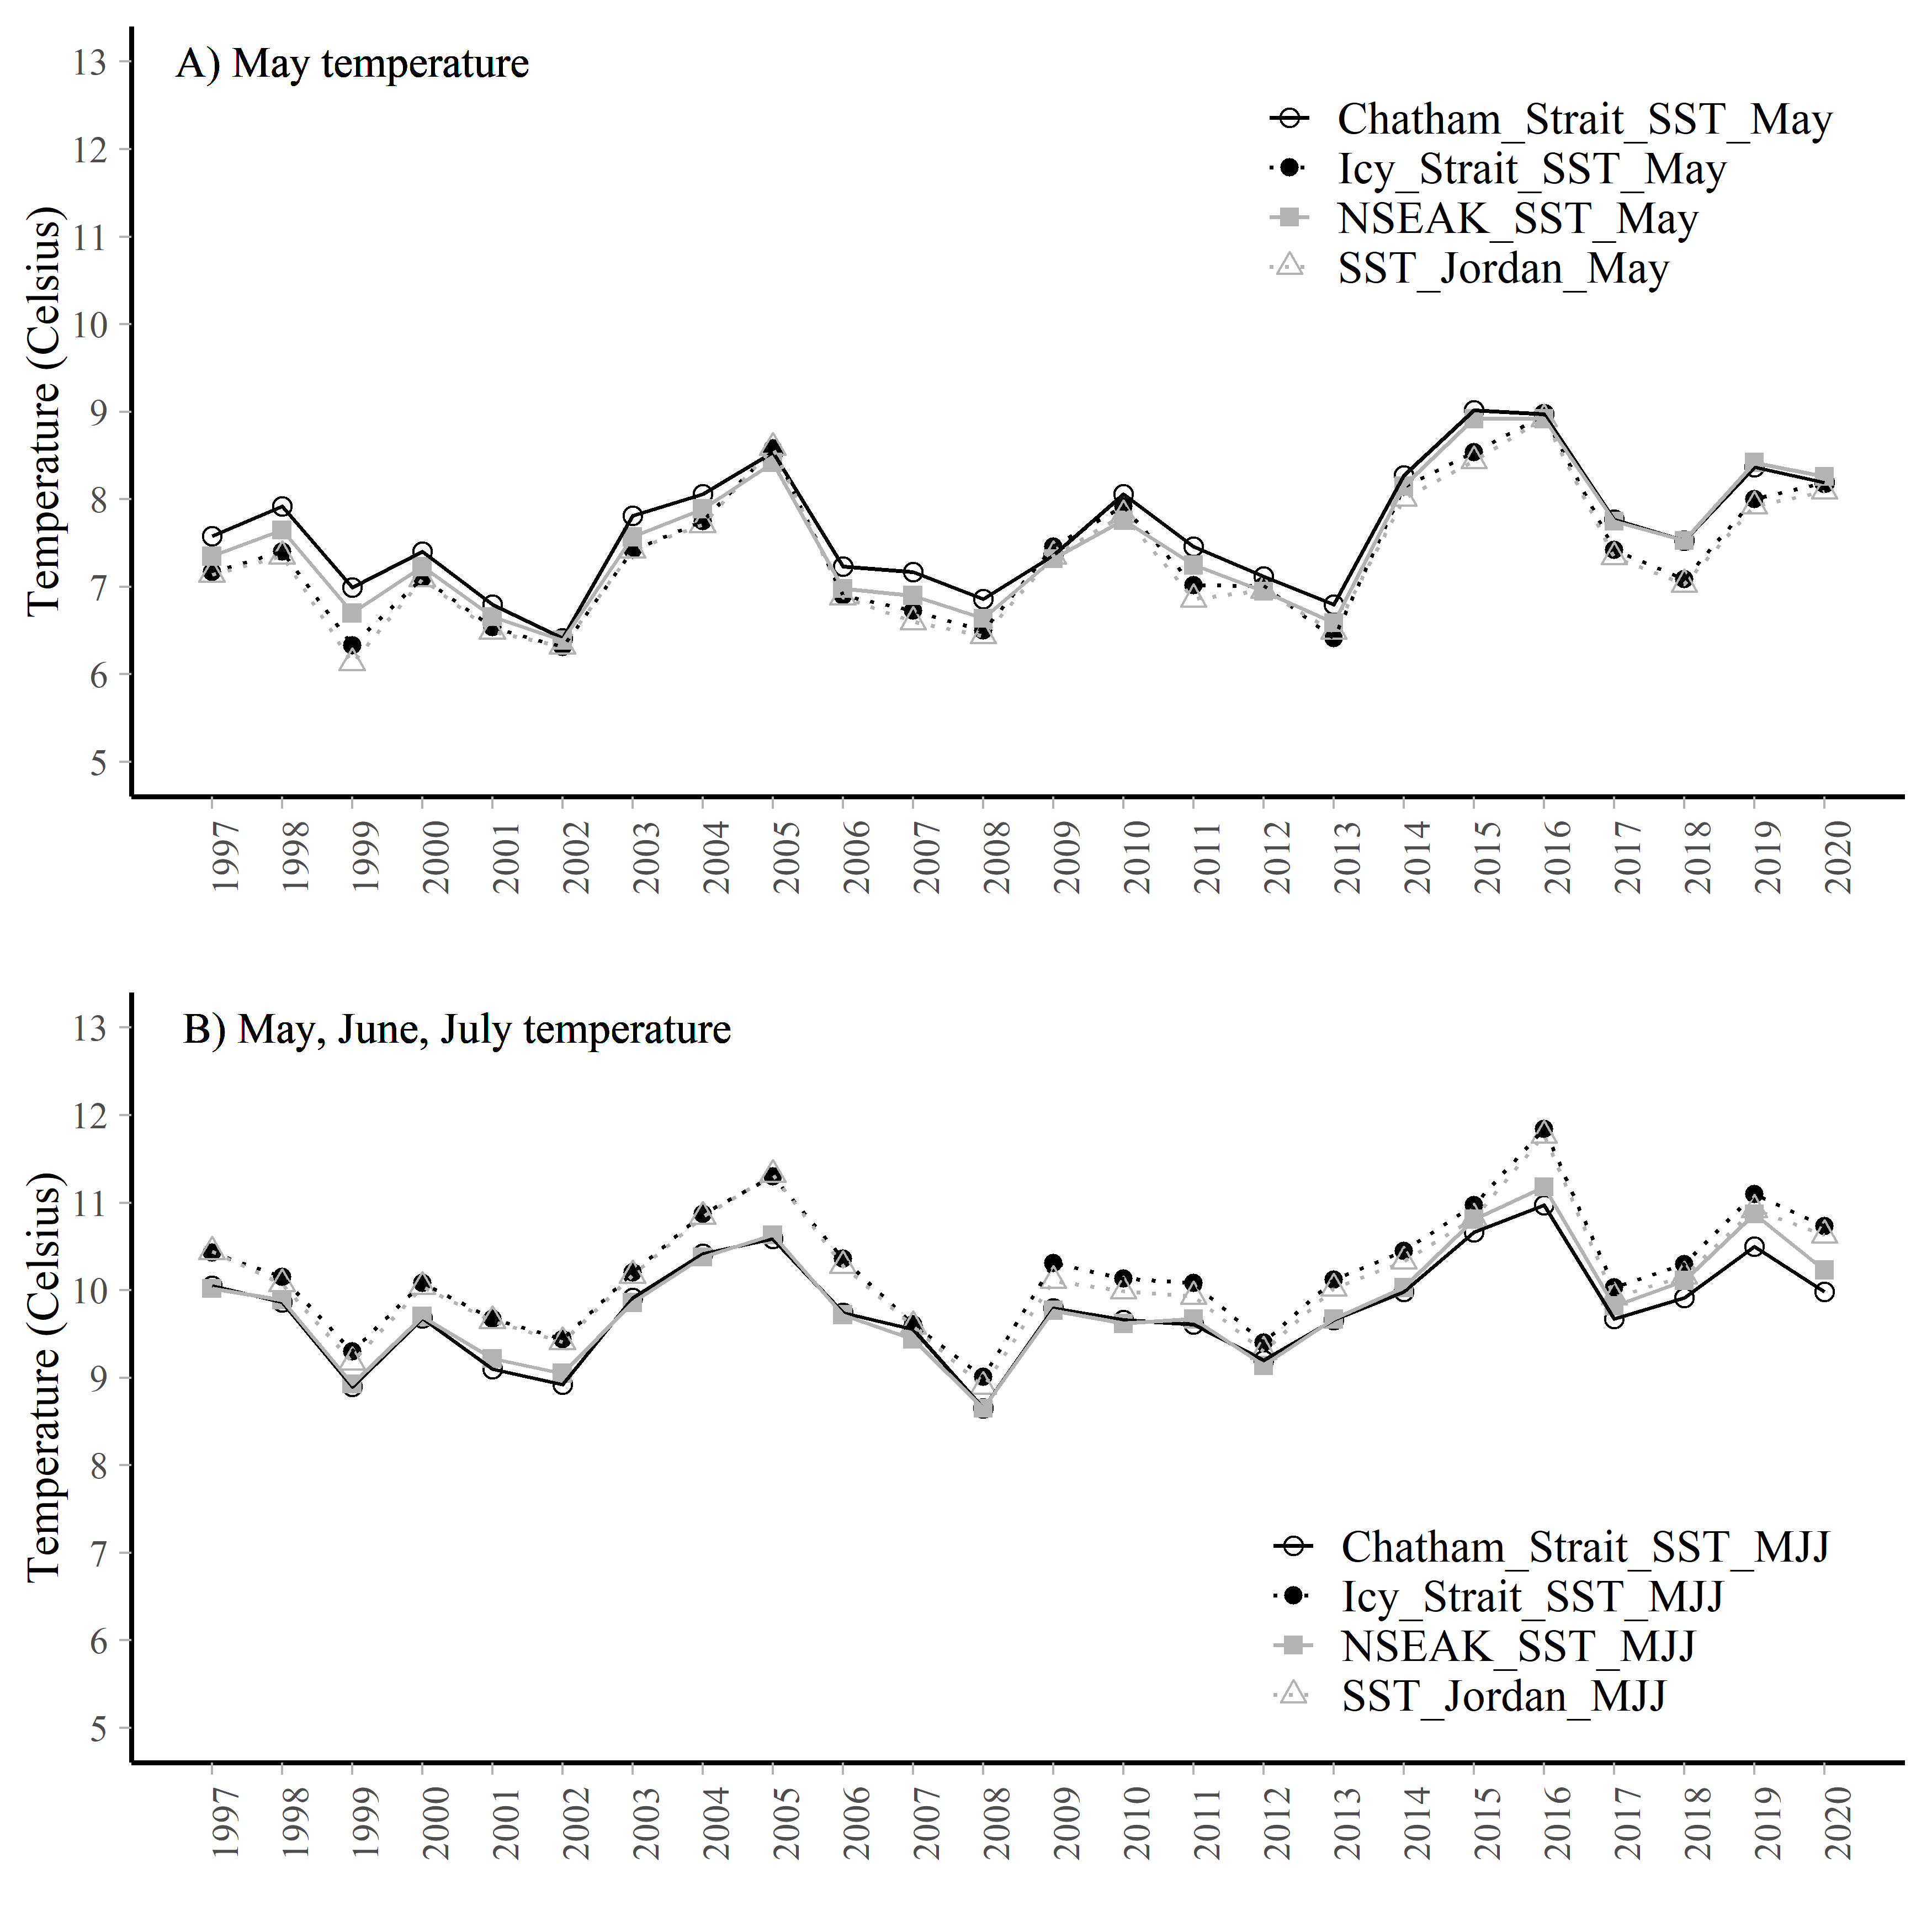 A) May temperature
Temperature (Celsius)
13
12
11
10
9
8
7
6
5
Chatham_Strait_SST_May
Icy_Strait_SST_May
NSEAK_SST_May
SST_Jordan_May
1997 1998 1999 2000 2001 2002 2003 2004 2005 2006 2007 2008 2009 2010 2011 2012 2013 2014 2015 2016 2017 2018 2019 2020
B) May, June, July temperature
Temperature (Celsius)
13
12
11
10
9
8
7
6
5
Chatham_Strait_SST_MJJ
Icy_Strait_SST_MJJ
NSEAK_SST_MJJ
SST_Jordan_MJJ
1997 1998 1999 2000 2001 2002 2003 2004 2005 2006 2007 2008 2009 2010 2011 2012 2013 2014 2015 2016 2017 2018 2019 2020